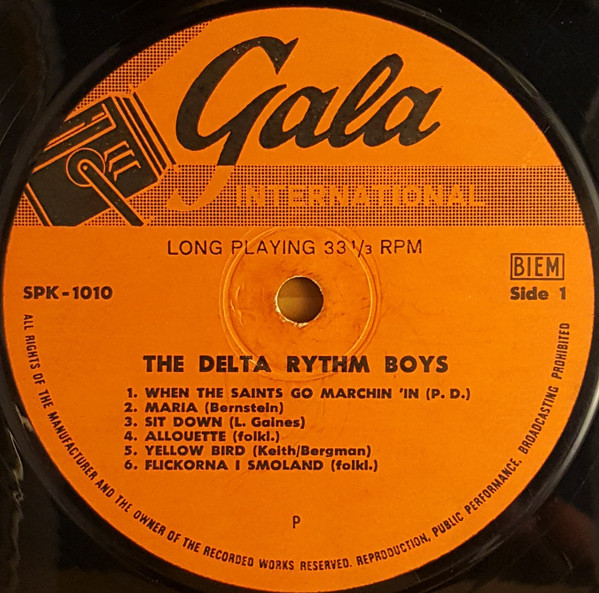 Gala
INTERNATIONAL
LONG PLAYING 33 1/3 RPM
BIEM
SPK-1010
Side 1
THE DELTA RYTHM BOYS
1. WHEN THE SAINTS GO MARCHIN 'IN (P. D.)
2. MARIA (Bernstein)
3. SIT DOWN (L. Gaines)
4. ALLOUETTE (folkl.)
5. YELLOW BIRD (Keith/Bergman)
6. FLICKORNA I SMOLAND (folkl.)
P
ALL RIGHTS OF THE MANUFACTURER AND THE OWNER OF THE RECORDED WORKS RESERVED. REPRODUCTION, PUBLIC PERFORMANCE, BROADCASTING PROHIBITED